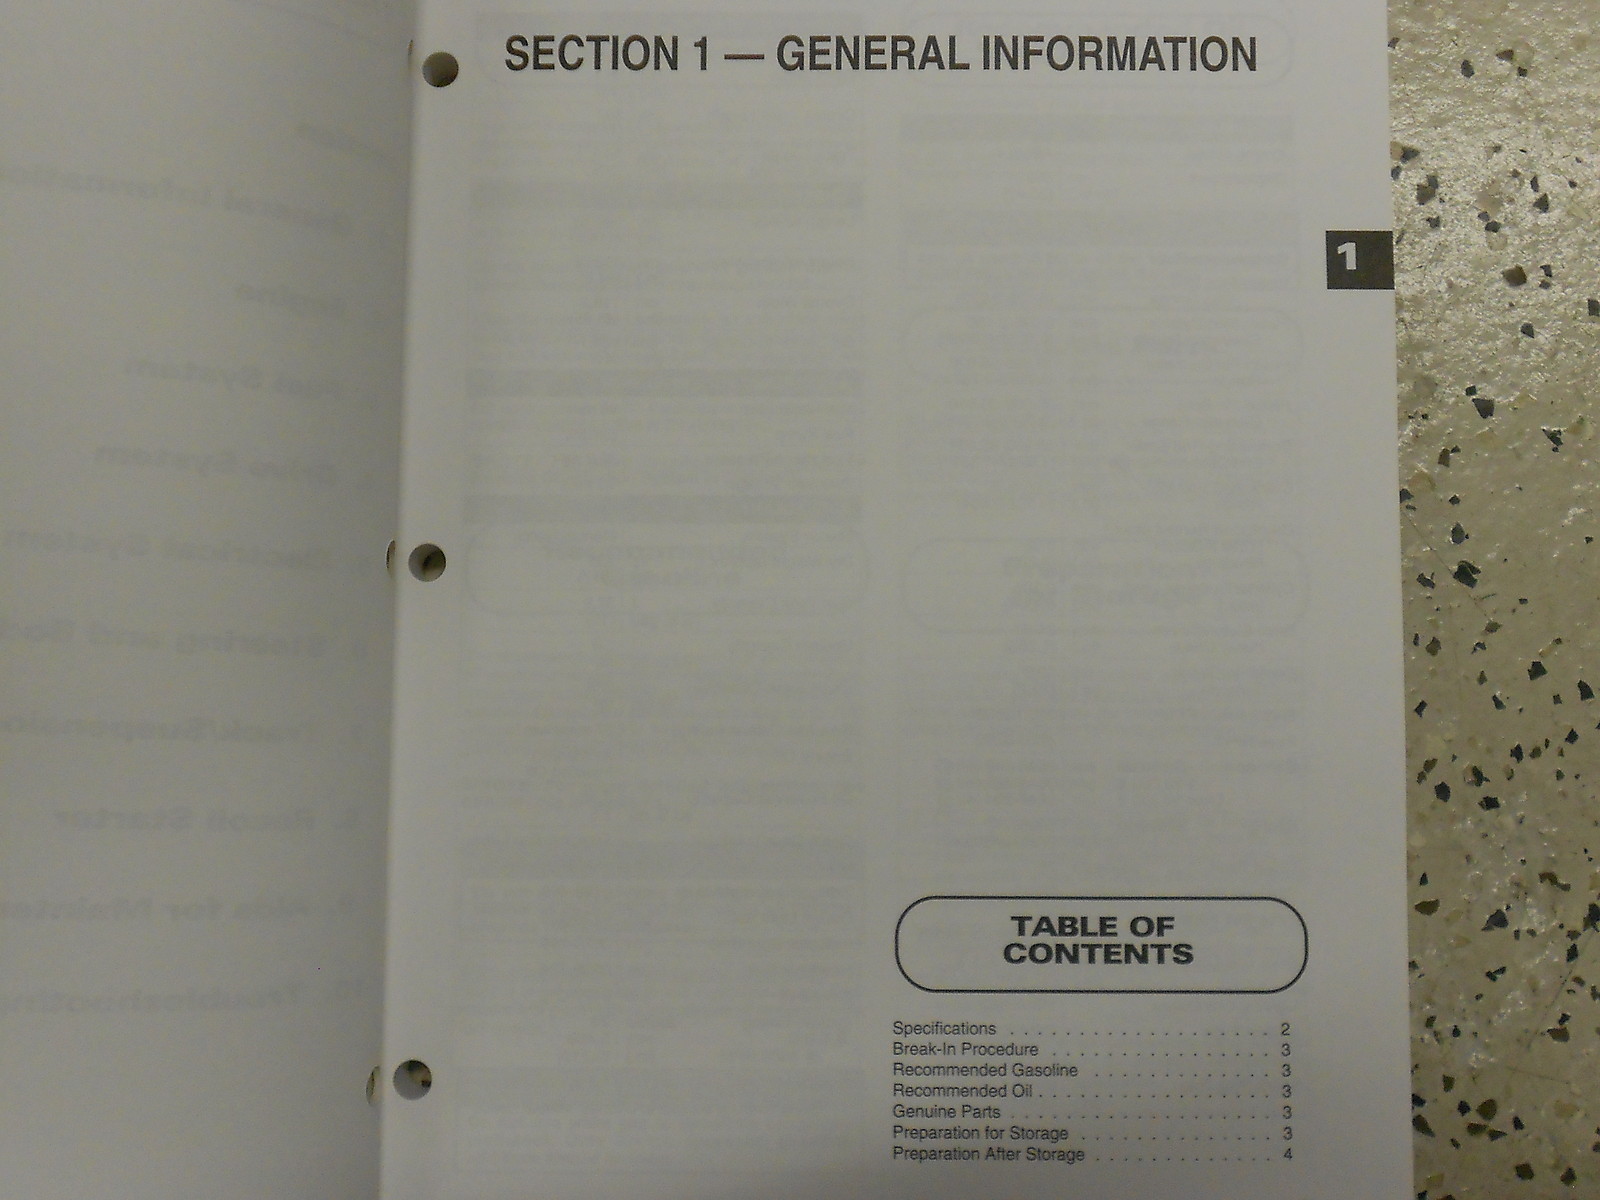 SECTION 1 — GENERAL INFORMATION
1
TABLE OF
CONTENTS
Specifications . . . . . . . . . . . . . . . . . . . . 2
Break-In Procedure . . . . . . . . . . . . . . . . . 3
Recommended Gasoline . . . . . . . . . . . . . . 3
Recommended Oil . . . . . . . . . . . . . . . . . . 3
Genuine Parts . . . . . . . . . . . . . . . . . . . . 3
Preparation for Storage . . . . . . . . . . . . . . . 3
Preparation After Storage . . . . . . . . . . . . . . 4